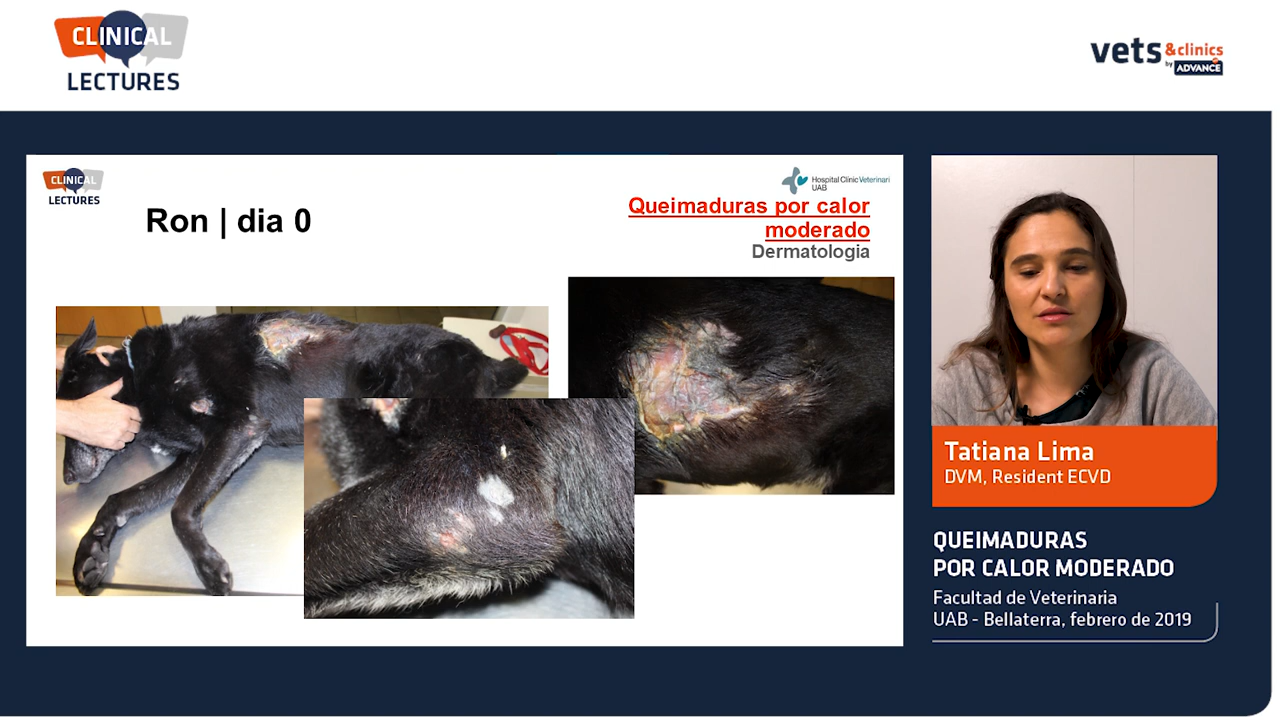 CLINICAL
LECTURES
vets &clinics
by ADVANCE
CLINICAL
LECTURES
Hospital Clínic Veterinari
UAB
Ron | dia 0
Queimaduras por calor
moderado
Dermatologia
Tatiana Lima
DVM, Resident ECVD
QUEIMADURAS
POR CALOR MODERADO
Facultad de Veterinaria
UAB - Bellaterra, febrero de 2019